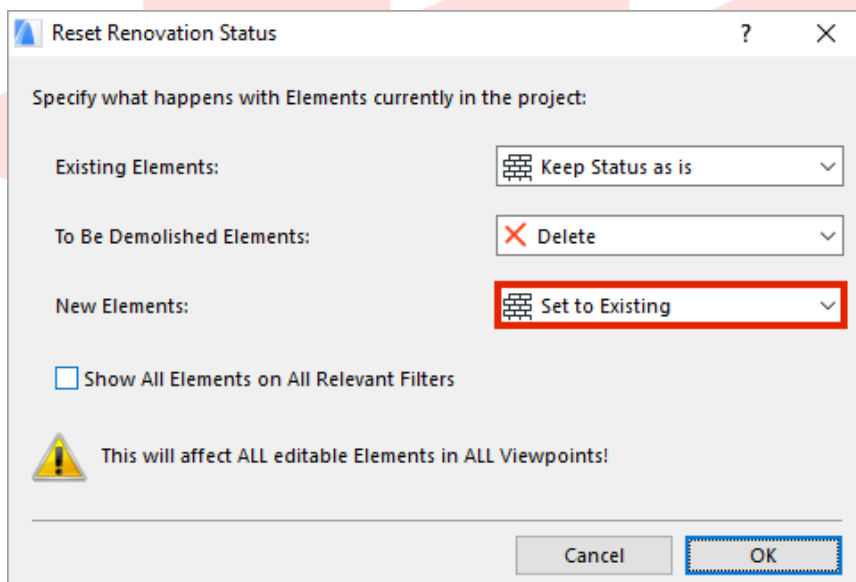 Reset Renovation Status ?
Specify what happens with Elements currently in the project:
Existing Elements: Keep Status as is
To Be Demolished Elements: Delete
New Elements: Set to Existing
Show All Elements on All Relevant Filters
This will affect ALL editable Elements in ALL Viewpoints!
Cancel OK